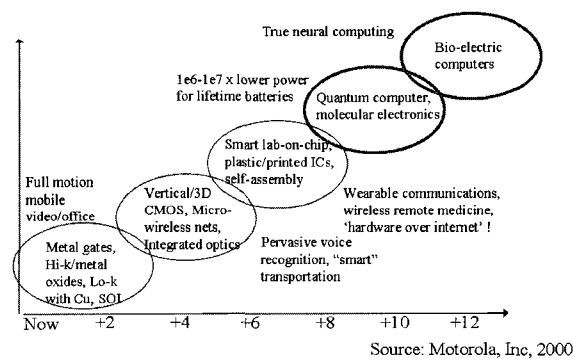 True neural computing
Bio-electric
computers
1e6-1e7 x lower power
for lifetime batteries
Quantum computer,
molecular electronics
Smart lab-on-chip,
plastic/printed ICs,
self-assembly
Full motion
mobile
video/office
Vertical/3D
CMOS, Micro-
wireless nets,
Integrated optics
Wearable communications,
wireless remote medicine,
'hardware over internet' !
Metal gates,
Hi-k/metal
oxides, Lo-k
with Cu, SOI
Pervasive voice
recognition, "smart"
transportation
Now +2 +4 +6 +8 +10 +12
Source: Motorola, Inc, 2000